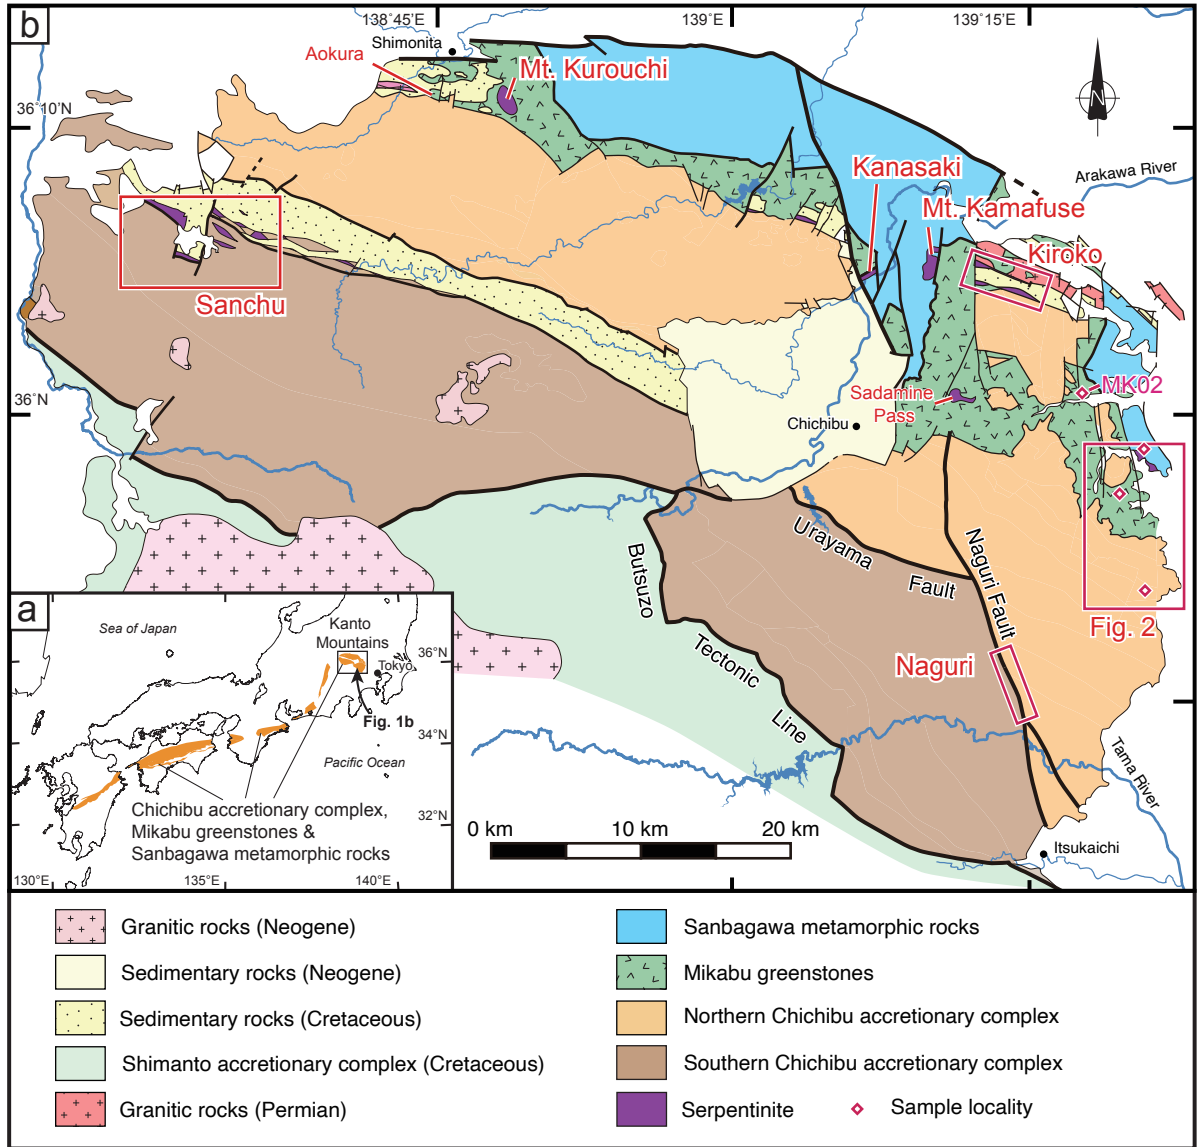 b
138°45'E
139°E
139°15'E
Shimonita
Aokura
Mt. Kurouchi
N
36°10'N
Arakawa River
Kanasaki
Mt. Kamafuse
Kiroko
Sanchu
MK02
Sadamine
Pass
36°N
Chichibu
Urayama
Fault
Naguri Fault
Butsuzo
Tectonic
Line
Fig. 2
Naguri
Tama River
Itsukaichi
0 km
10 km
20 km
a
Sea of Japan
Kanto
Mountains
Tokyo
36°N
Fig. 1b
34°N
Pacific Ocean
Chichibu accretionary complex,
Mikabu greenstones &
Sanbagawa metamorphic rocks
32°N
130°E
135°E
140°E
Granitic rocks (Neogene)
Sedimentary rocks (Neogene)
Sedimentary rocks (Cretaceous)
Shimanto accretionary complex (Cretaceous)
Granitic rocks (Permian)
Sanbagawa metamorphic rocks
Mikabu greenstones
Northern Chichibu accretionary complex
Southern Chichibu accretionary complex
Serpentinite
Sample locality